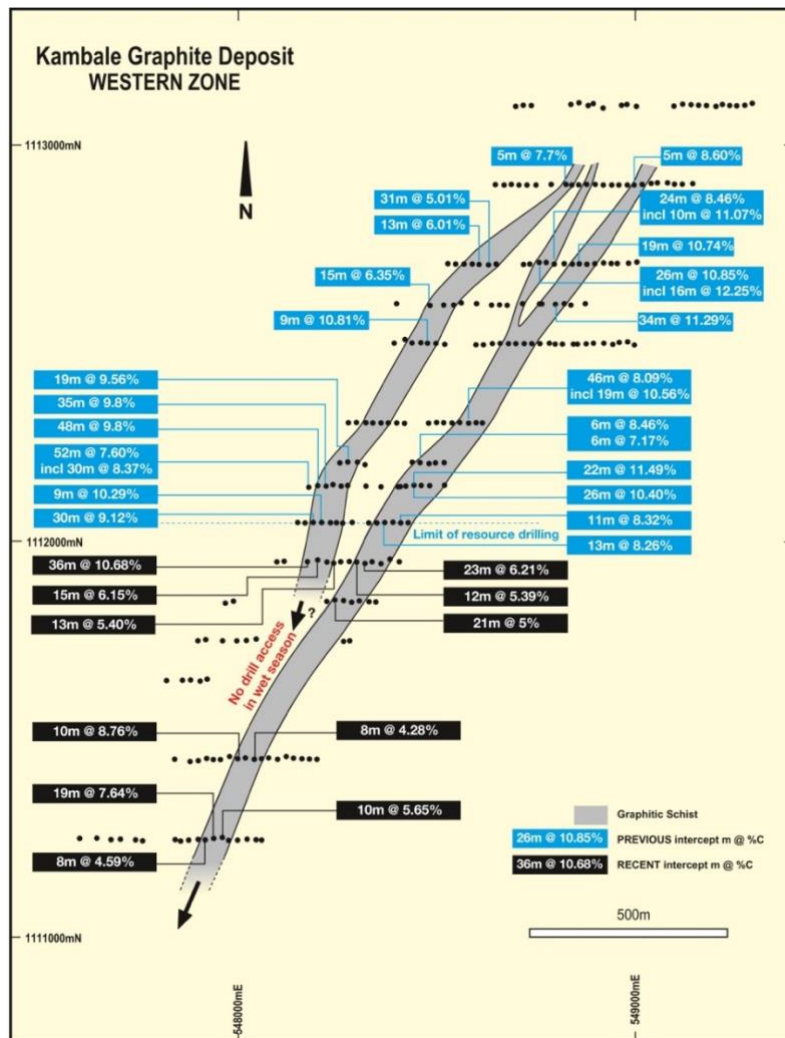 Kambale Graphite Deposit
WESTERN ZONE
1113000mN
N
5m @ 7.7%
5m @ 8.60%
31m @ 5.01%
13m @ 6.01%
24m @ 8.46%
incl 10m @ 11.07%
19m @ 10.74%
15m @ 6.35%
26m @ 10.85%
incl 16m @ 12.25%
9m @ 10.81%
34m @ 11.29%
19m @ 9.56%
35m @ 9.8%
48m @ 9.8%
52m @ 7.60%
incl 30m @ 8.37%
9m @ 10.29%
30m @ 9.12%
46m @ 8.09%
incl 19m @ 10.56%
6m @ 8.46%
6m @ 7.17%
22m @ 11.49%
26m @ 10.40%
11m @ 8.32%
Limit of resource drilling
13m @ 8.26%
1112000mN
36m @ 10.68%
15m @ 6.15%
13m @ 5.40%
23m @ 6.21%
12m @ 5.39%
21m @ 5%
?
No drill access
in wet season
10m @ 8.76%
8m @ 4.28%
19m @ 7.64%
10m @ 5.65%
8m @ 4.59%
Graphitic Schist
26m @ 10.85% PREVIOUS intercept m @ %C
36m @ 10.68% RECENT intercept m @ %C
500m
1111000mN
548000mE
549000mE